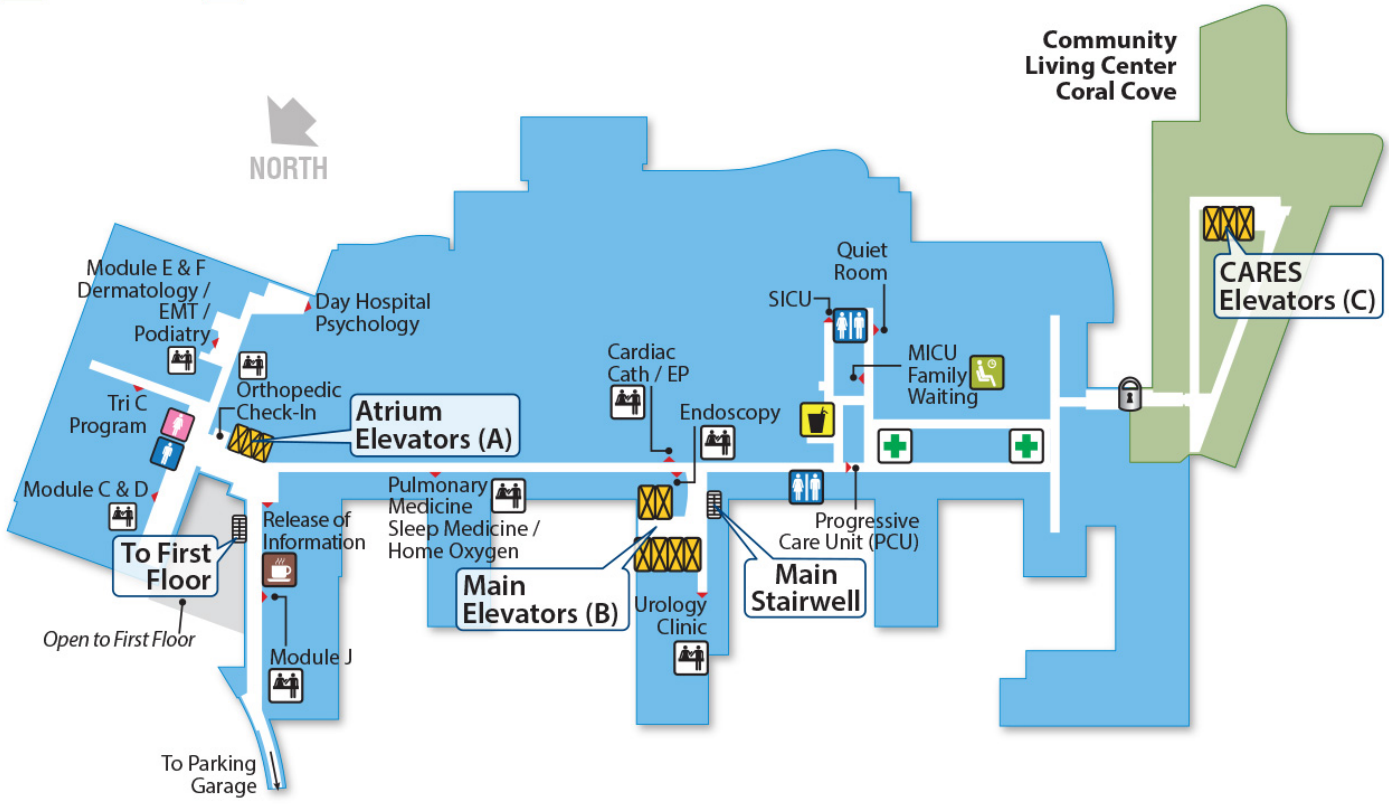 Community
Living Center
Coral Cove
NORTH
CARES
Elevators (C)
Quiet
Room
SICU
Module E & F
Dermatology /
EMT /
Podiatry
Day Hospital
Psychology
MICU
Family
Waiting
Cardiac
Cath / EP
Orthopedic
Check-In
Tri C
Program
Atrium
Elevators (A)
Endoscopy
Module C & D
Pulmonary
Medicine
Sleep Medicine /
Home Oxygen
Release of
Information
Progressive
Care Unit (PCU)
To First
Floor
Main
Elevators (B)
Main
Stairwell
Urology
Clinic
Open to First Floor
Module J
To Parking
Garage